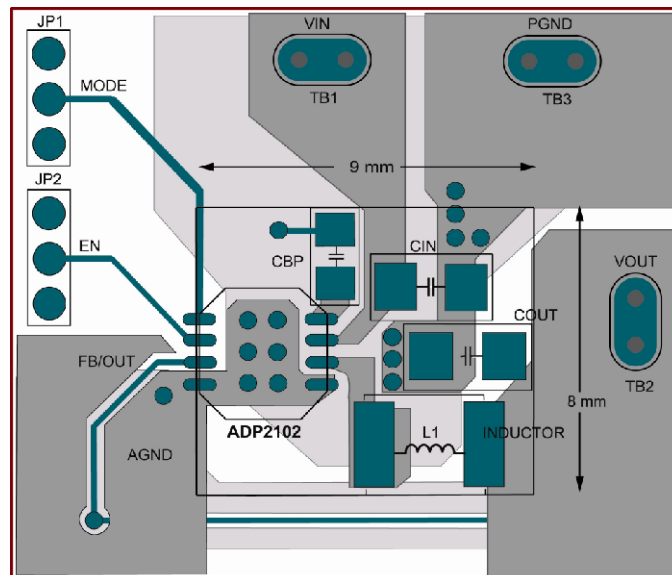 JP1
VIN
PGND
MODE
TB1
TB3
9 mm
JP2
EN
CBP
CIN
VOUT
COUT
FB/OUT
TB2
8 mm
ADP2102
L1
INDUCTOR
AGND